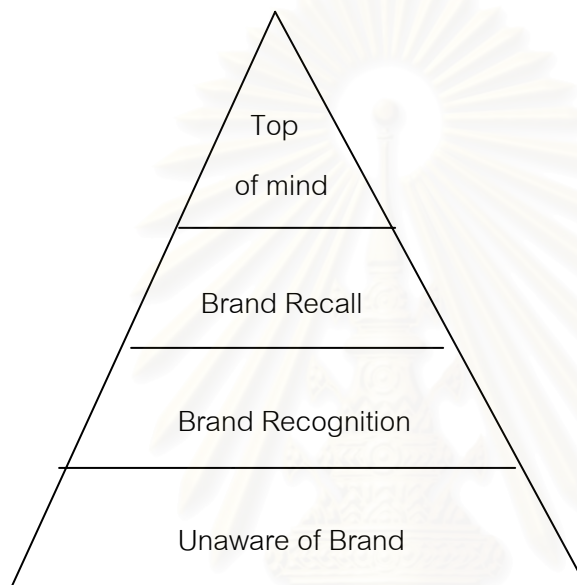 Top
of mind
Brand Recall
Brand Recognition
Unaware of Brand